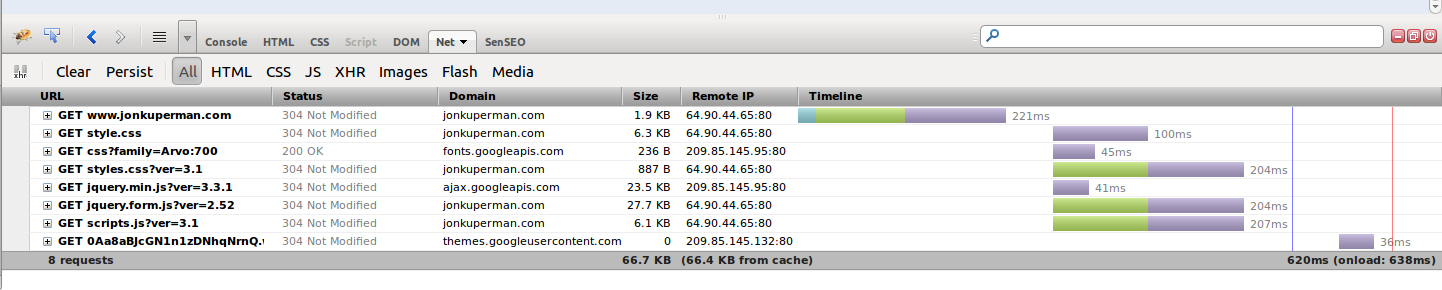 Console HTML CSS Script DOM Net SenSEO
xhr Clear Persist All HTML CSS JS XHR Images Flash Media
URL Status Domain Size Remote IP Timeline
GET www.jonkuperman.com 304 Not Modified jonkuperman.com 1.9 KB 64.90.44.65:80 221ms
GET style.css 304 Not Modified jonkuperman.com 6.3 KB 64.90.44.65:80 100ms
GET css?family=Arvo:700 200 OK fonts.googleapis.com 236 B 209.85.145.95:80 45ms
GET styles.css?ver=3.1 304 Not Modified jonkuperman.com 887 B 64.90.44.65:80 204ms
GET jquery.min.js?ver=3.3.1 304 Not Modified ajax.googleapis.com 23.5 KB 209.85.145.95:80 41ms
GET jquery.form.js?ver=2.52 304 Not Modified jonkuperman.com 27.7 KB 64.90.44.65:80 204ms
GET scripts.js?ver=3.1 304 Not Modified jonkuperman.com 6.1 KB 64.90.44.65:80 207ms
GET 0Aa8aBJcGN1n1zDNhqNrnQ. 304 Not Modified themes.googleusercontent.com 0 209.85.145.132:80 36ms
8 requests 66.7 KB (66.4 KB from cache) 620ms (onload: 638ms)